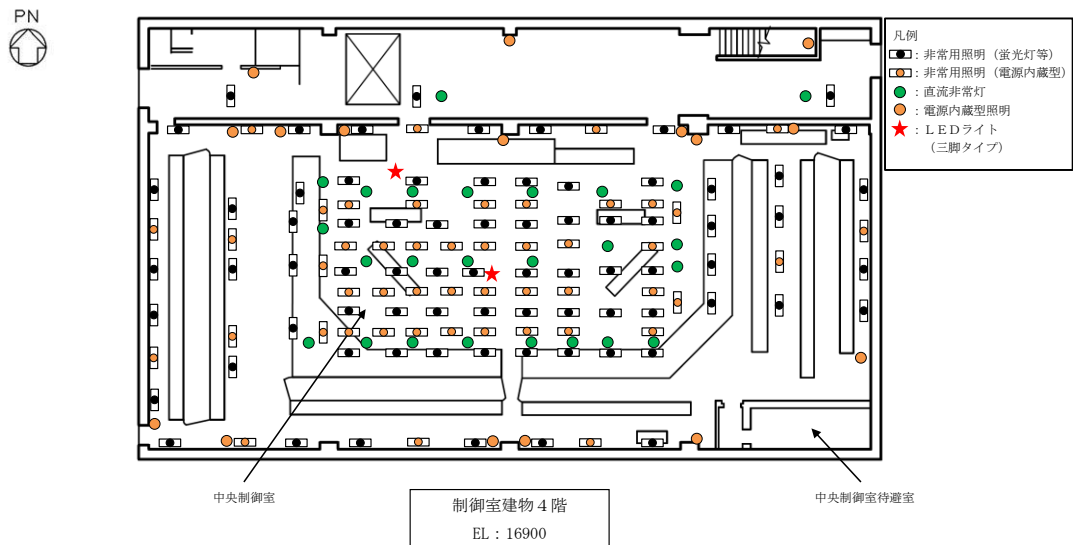 PN
凡例
：非常用照明（蛍光灯等）
：非常用照明（電源内蔵型）
：直流非常灯
：電源内蔵型照明
：ＬＥＤライト
（三脚タイプ）
中央制御室
中央制御室待避室
制御室建物４階
EL：16900